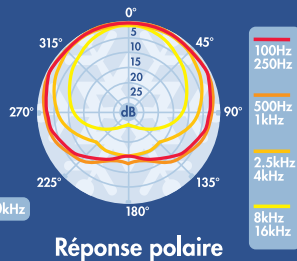 0°
315° 5 45°
10
15
20
25
270° dB 90°
225° 135°
180°
100Hz
250Hz
500Hz
1kHz
2.5kHz
4kHz
8kHz
16kHz
0kHz
Réponse polaire